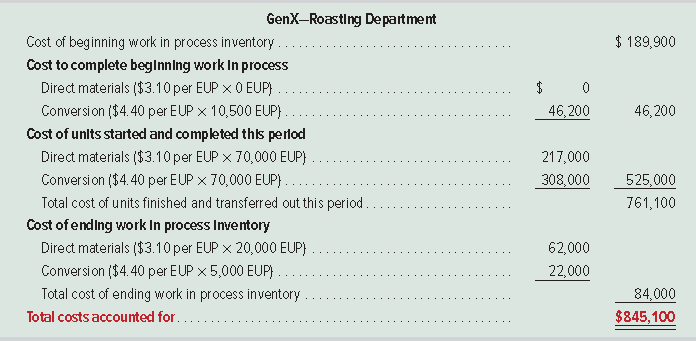 GenX—Roasting Department
Cost of beginning work in process inventory . . . . . . . . . . . . . . . . . . . . . . . . . . . . . . . . . . $ 189,900
Cost to complete beginning work in process
Direct materials ($3.10 per EUP × 0 EUP) . . . . . . . . . . . . . . . . . . . . . . . . . . . . . . . . . $ 0
Conversion ($4.40 per EUP × 10,500 EUP) . . . . . . . . . . . . . . . . . . . . . . . . . . . . . . . . 46,200 46,200
Cost of units started and completed this period
Direct materials ($3.10 per EUP × 70,000 EUP) . . . . . . . . . . . . . . . . . . . . . . . . . . . . 217,000
Conversion ($4.40 per EUP × 70,000 EUP) . . . . . . . . . . . . . . . . . . . . . . . . . . . . . . . . 308,000 525,000
Total cost of units finished and transferred out this period . . . . . . . . . . . . . . . . . . . . 761,100
Cost of ending work in process inventory
Direct materials ($3.10 per EUP × 20,000 EUP) . . . . . . . . . . . . . . . . . . . . . . . . . . . . 62,000
Conversion ($4.40 per EUP × 5,000 EUP) . . . . . . . . . . . . . . . . . . . . . . . . . . . . . . . . . 22,000
Total cost of ending work in process inventory . . . . . . . . . . . . . . . . . . . . . . . . . . . . . 84,000
Total costs accounted for . . . . . . . . . . . . . . . . . . . . . . . . . . . . . . . . . . . . . . . . . . . . . . . $845,100